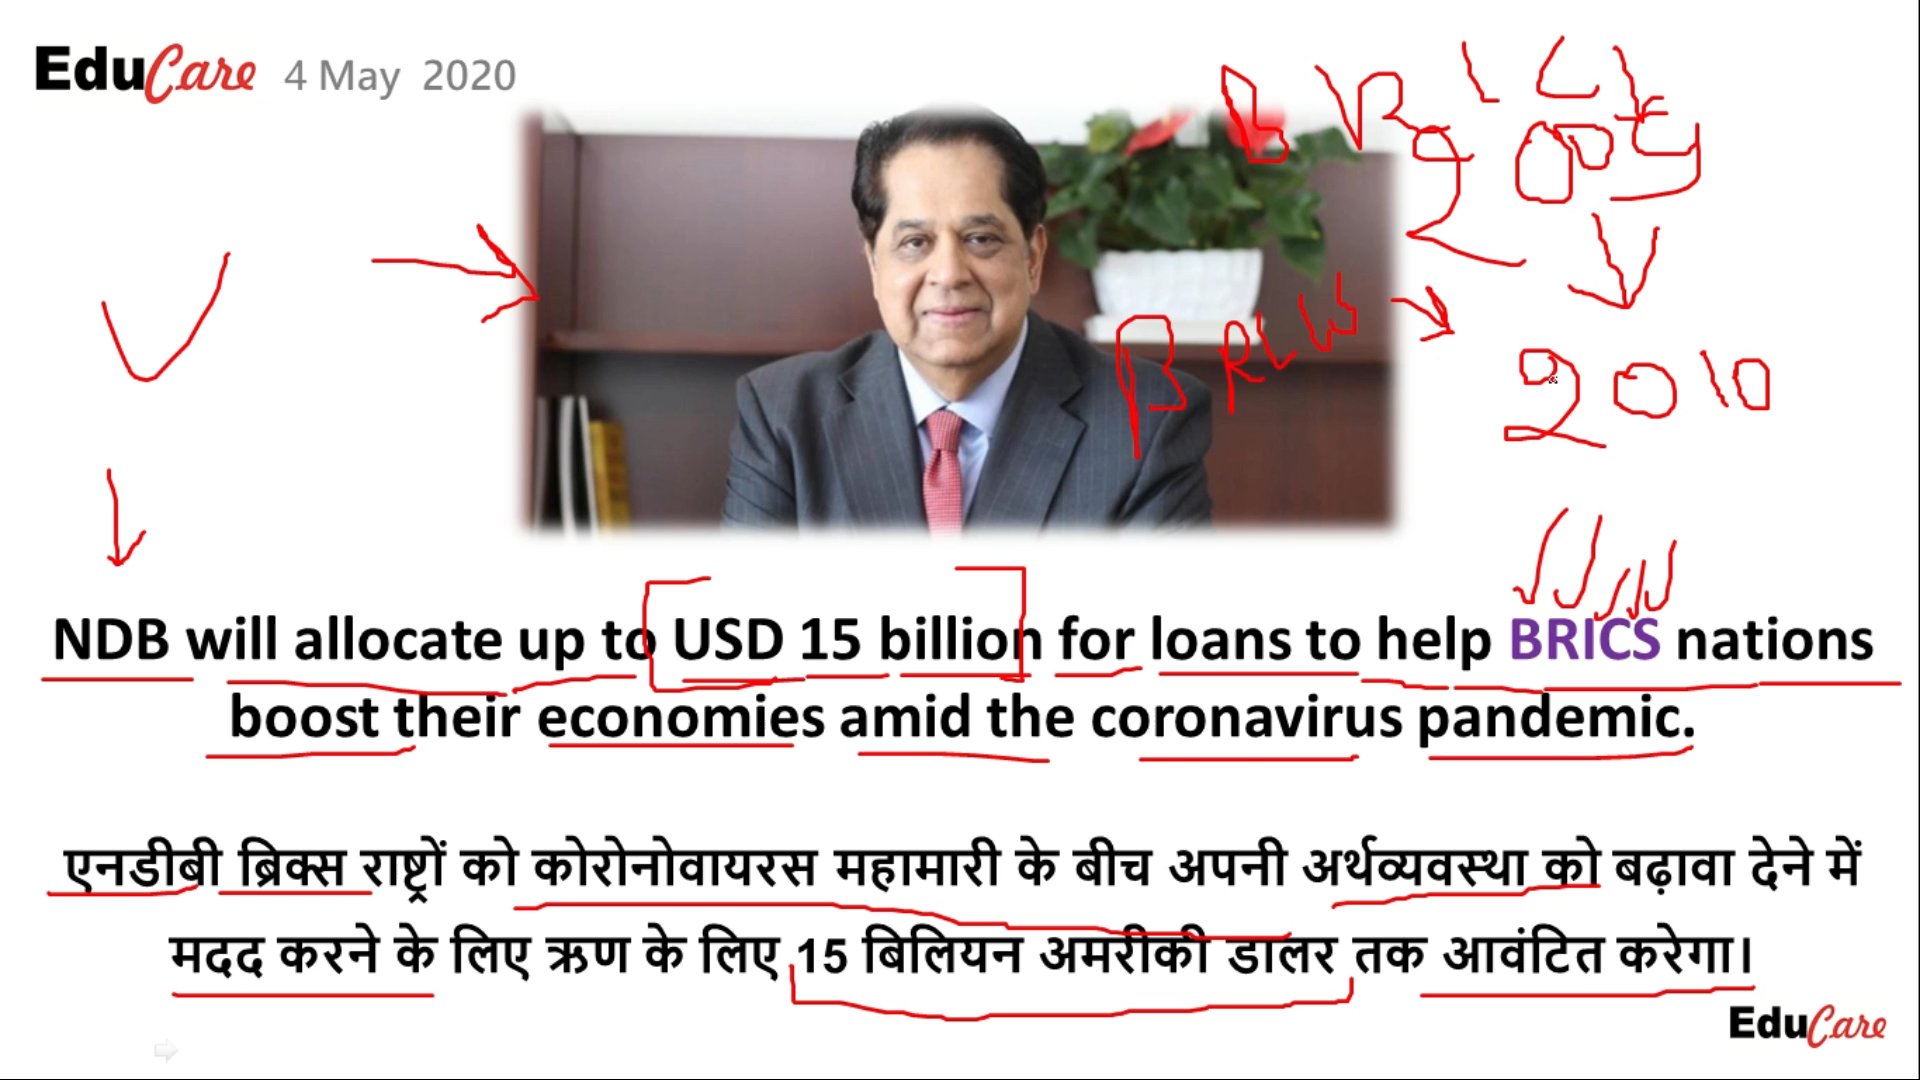 EduCare 4 May 2020
B R I C
2009
BRICS
2010
NDB will allocate up to USD 15 billion for loans to help BRICS nations
boost their economies amid the coronavirus pandemic.
एनडीबी ब्रिक्स राष्ट्रों को कोरोनोवायरस महामारी के बीच अपनी अर्थव्यवस्था को बढ़ावा देने में
मदद करने के लिए ऋण के लिए 15 बिलियन अमरीकी डालर तक आवंटित करेगा।
EduCare